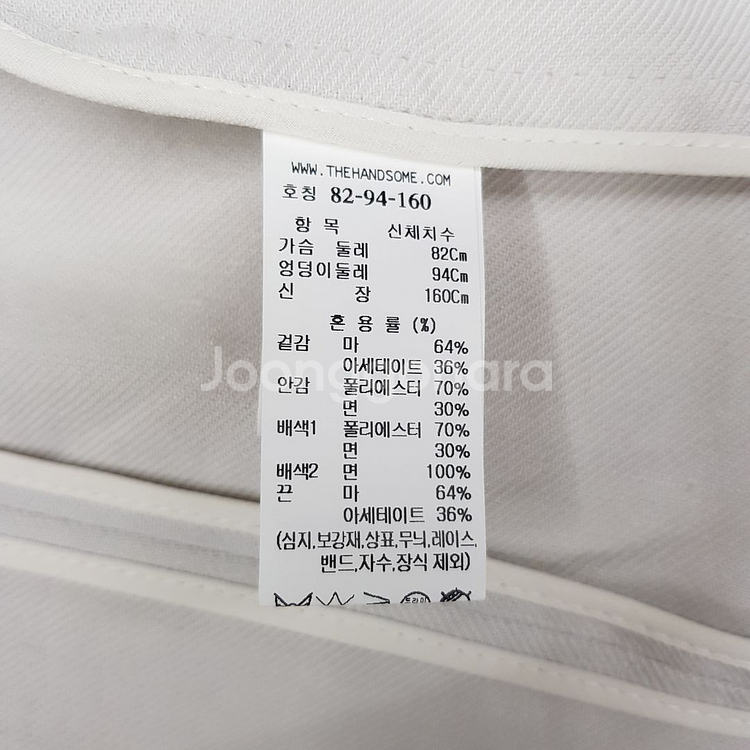 WWW.THEHANDSOME.COM
호칭 82-94-160
항 목 신체치수
가슴 둘레 82Cm
엉덩이둘레 94Cm
신 장 160Cm
혼 용 률 (%)
겉감 마 64%
아세테이트 36%
안감 폴리에스터 70%
면 30%
배색1 폴리에스터 70%
면 30%
배색2 면 100%
끈 마 64%
아세테이트 36%
(심지,보강재,상표,무늬,레이스,
밴드,자수,장식 제외)
Joonggonara